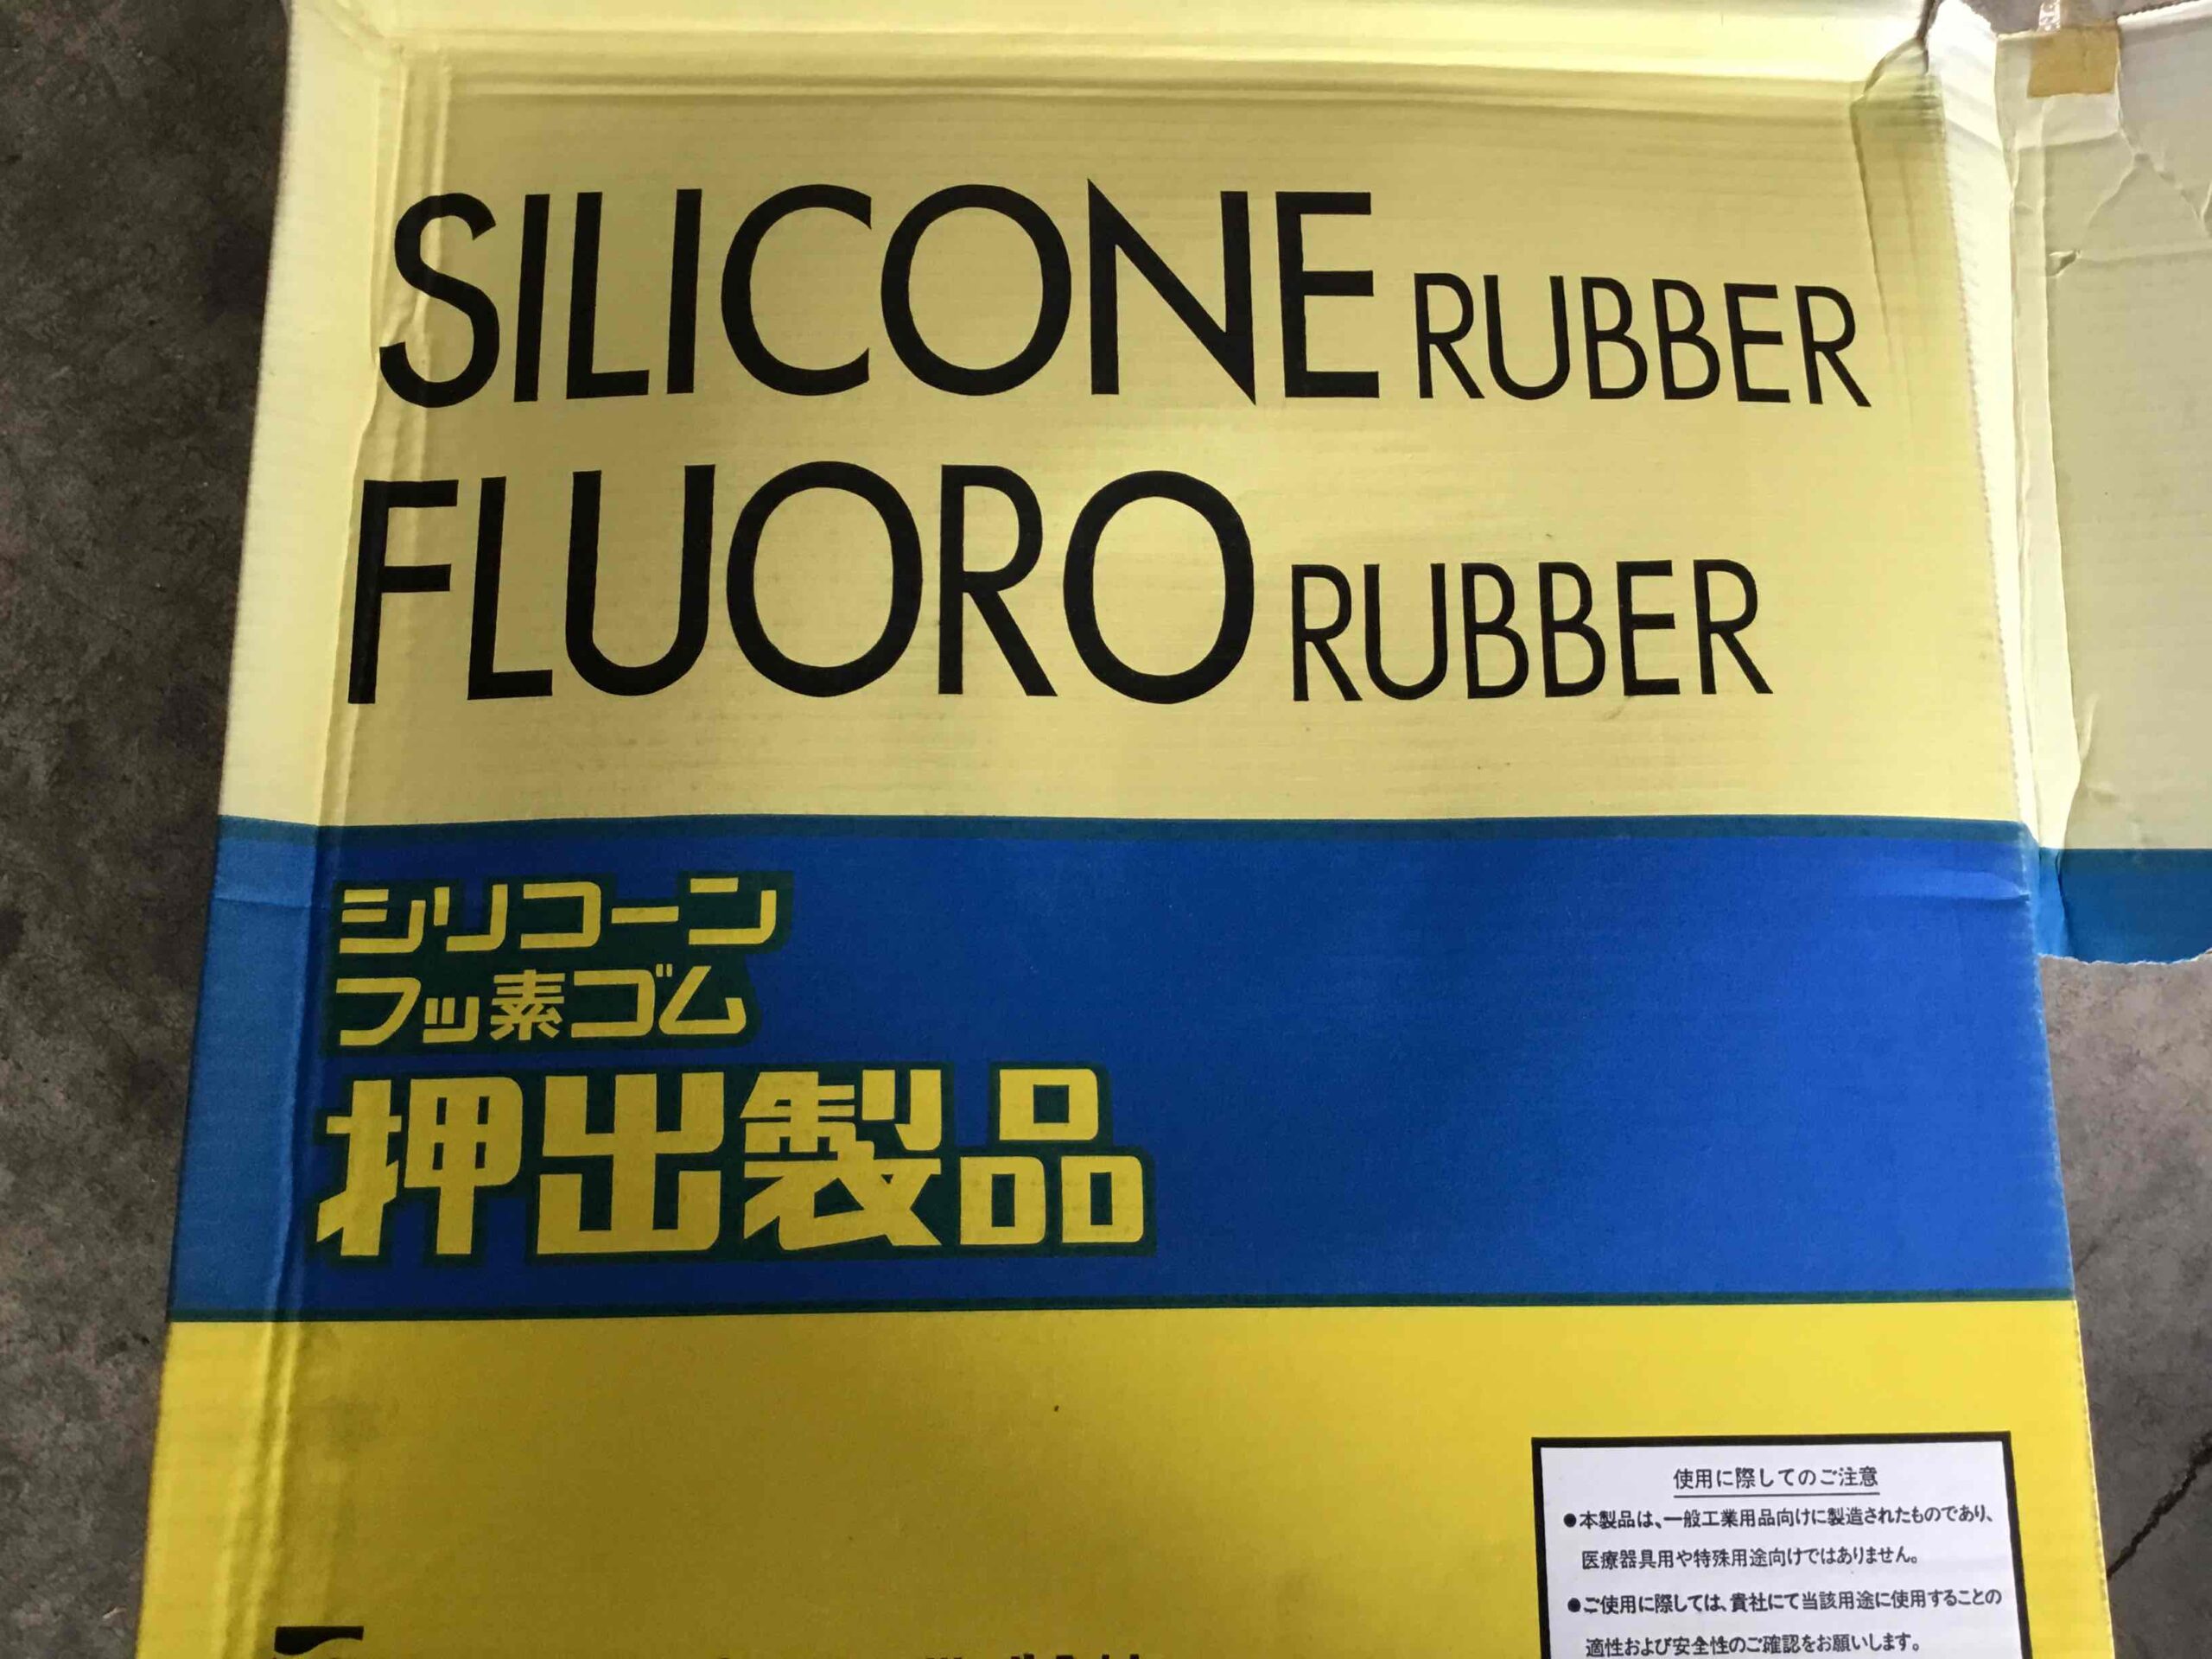 SILICONE RUBBER
FLUORO RUBBER
シリコーン
フッ素ゴム
押出製品
使用に際してのご注意
●本製品は、一般工業用品向けに製造されたものであり、
医療器具用や特殊用途向けではありません。
●ご使用に際しては、貴社にて当該用途に使用することの
適性および安全性のご確認をお願いします。